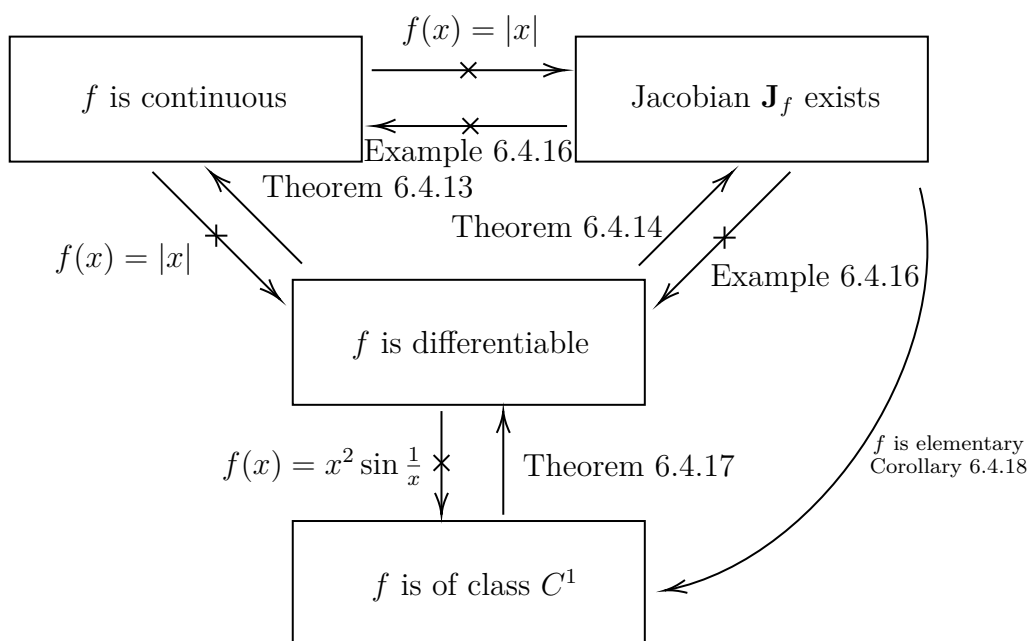 f(x) = |x|
f is continuous
Jacobian J_f exists
Example 6.4.16
Theorem 6.4.13
Theorem 6.4.14
f(x) = |x|
Example 6.4.16
f is differentiable
f is elementary
Corollary 6.4.18
f(x) = x² sin 1/x
Theorem 6.4.17
f is of class C¹